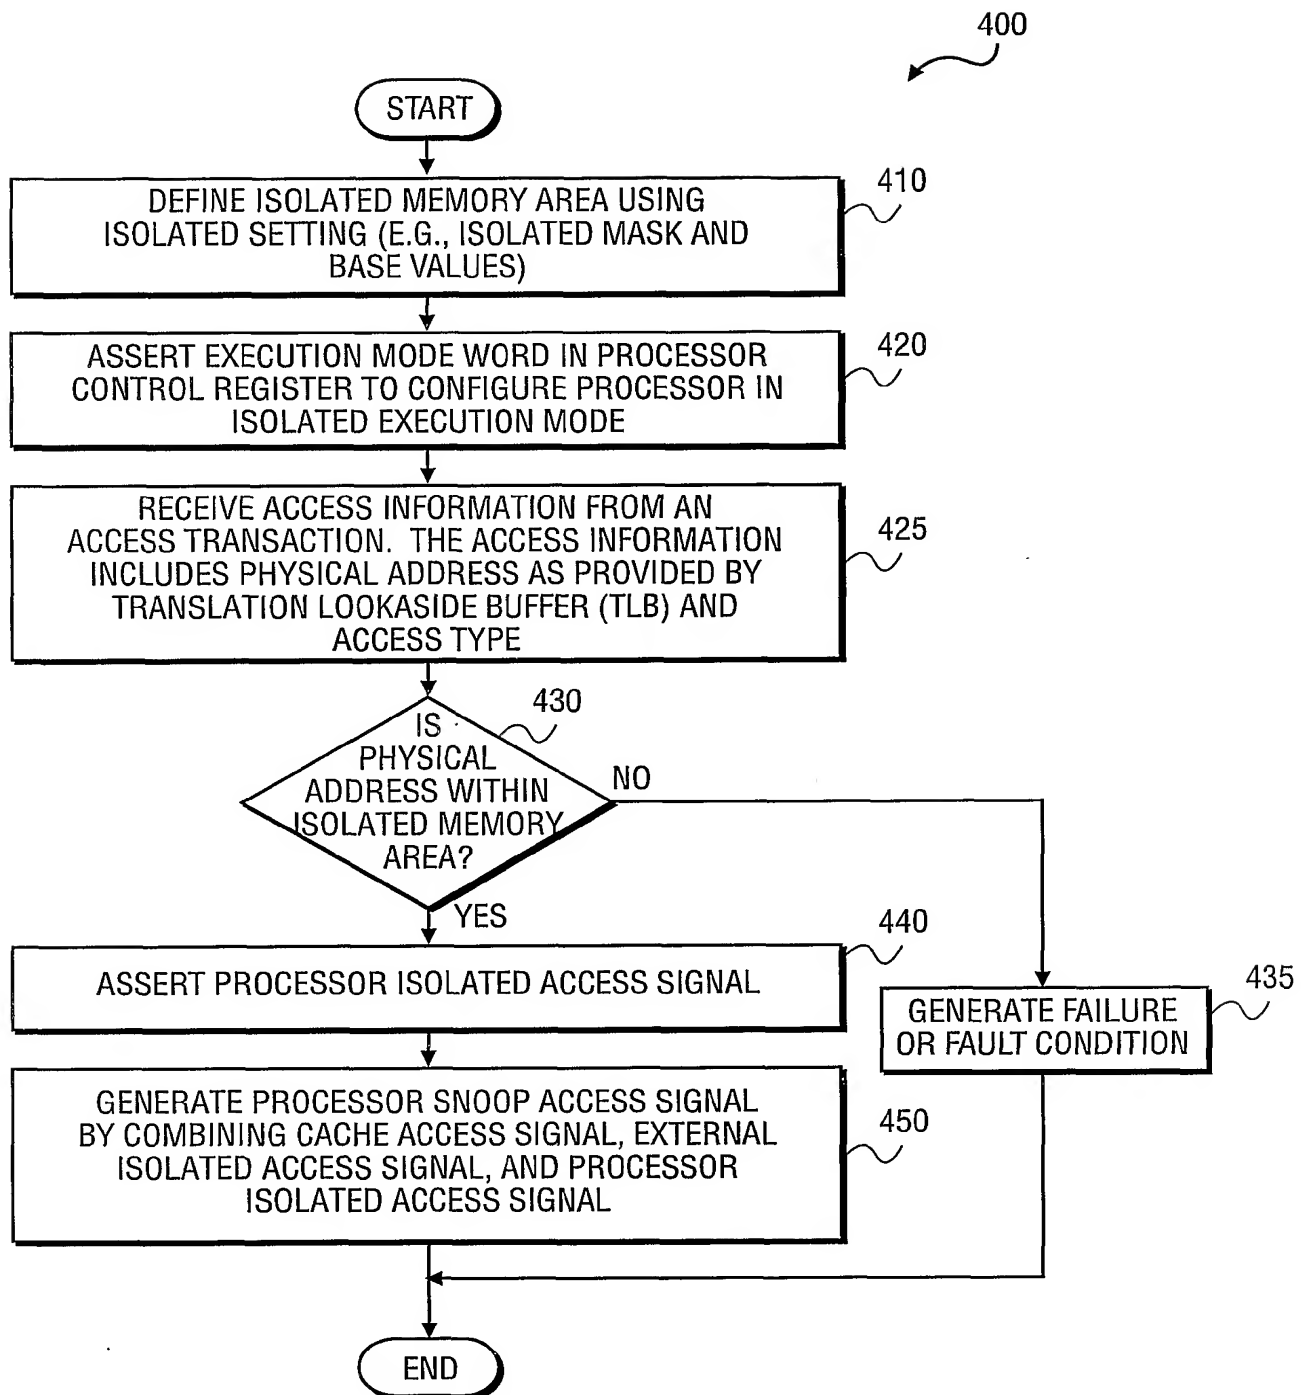 400
START
410
DEFINE ISOLATED MEMORY AREA USING
ISOLATED SETTING (E.G., ISOLATED MASK AND
BASE VALUES)
420
ASSERT EXECUTION MODE WORD IN PROCESSOR
CONTROL REGISTER TO CONFIGURE PROCESSOR IN
ISOLATED EXECUTION MODE
425
RECEIVE ACCESS INFORMATION FROM AN
ACCESS TRANSACTION. THE ACCESS INFORMATION
INCLUDES PHYSICAL ADDRESS AS PROVIDED BY
TRANSLATION LOOKASIDE BUFFER (TLB) AND
ACCESS TYPE
430
IS
PHYSICAL
ADDRESS WITHIN
ISOLATED MEMORY
AREA?
NO
YES
440
ASSERT PROCESSOR ISOLATED ACCESS SIGNAL
435
GENERATE FAILURE
OR FAULT CONDITION
450
GENERATE PROCESSOR SNOOP ACCESS SIGNAL
BY COMBINING CACHE ACCESS SIGNAL, EXTERNAL
ISOLATED ACCESS SIGNAL, AND PROCESSOR
ISOLATED ACCESS SIGNAL
END